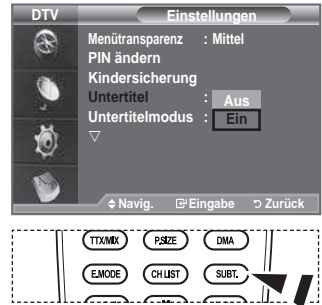 DTV Einstellungen
Menütransparenz : Mittel
PIN ändern
Kindersicherung
Untertitel : Aus
Untertitelmodus : Ein
Navig. Eingabe Zurück
TTX/MIX P.SIZE DMA
E.MODE CH LIST SUBT.